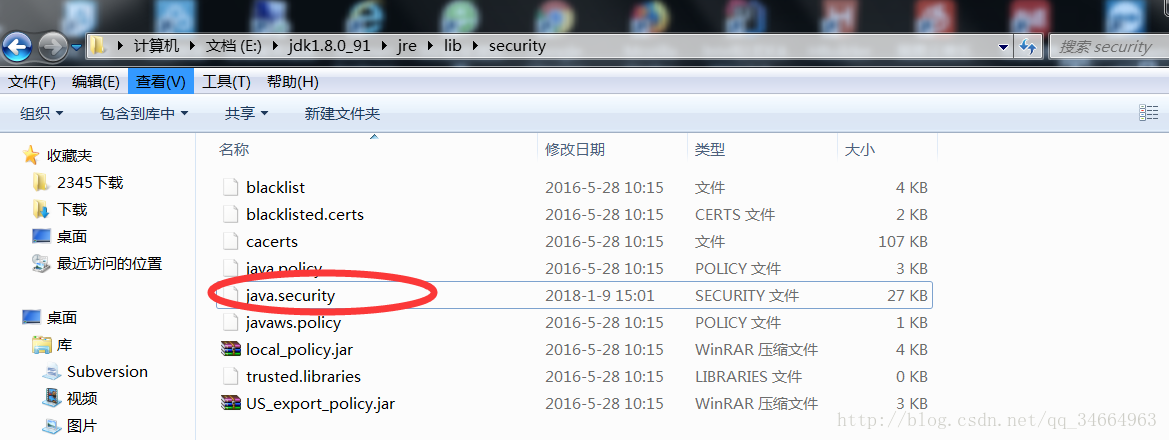 计算机 文档 (E:) jdk1.8.0_91 jre lib security 搜索 security
文件(F) 编辑(E) 查看(V) 工具(T) 帮助(H)
组织 包含到库中 共享 新建文件夹
名称 修改日期 类型 大小
收藏夹
2345下载
下载
桌面
最近访问的位置
桌面
库
Subversion
视频
图片
blacklist 2016-5-28 10:15 文件 4 KB
blacklisted.certs 2016-5-28 10:15 CERTS 文件 2 KB
cacerts 2016-5-28 10:15 文件 107 KB
java.policy 2016-5-28 10:15 POLICY 文件 3 KB
java.security 2018-1-9 15:01 SECURITY 文件 27 KB
javaws.policy 2016-5-28 10:15 POLICY 文件 1 KB
local_policy.jar 2016-5-28 10:15 WinRAR 压缩文件 4 KB
trusted.libraries 2016-5-28 10:15 LIBRARIES 文件 0 KB
US_export_policy.jar 2016-5-28 10:15 WinRAR 压缩文件 3 KB
http://blog.csdn.net/qq_34664963